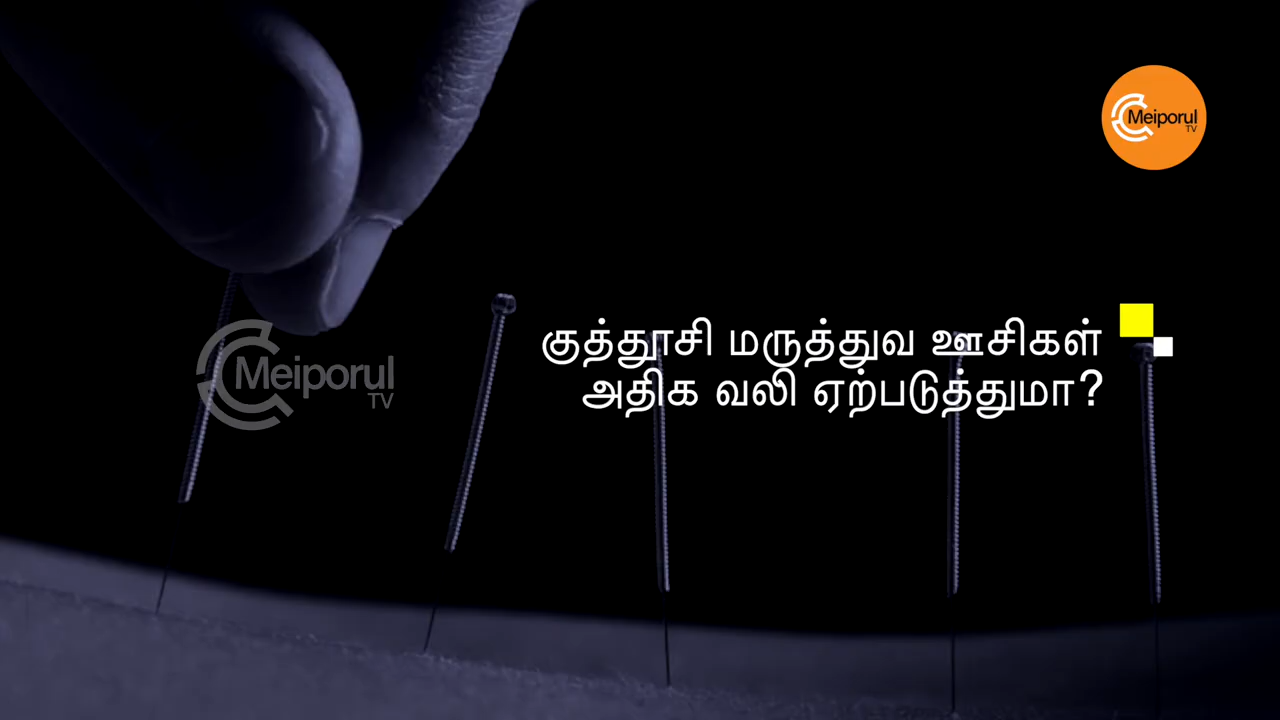 Meiporul
TV
குத்தூசி மருத்துவ ஊசிகள்
அதிக வலி ஏற்படுத்துமா?
Meiporul
TV